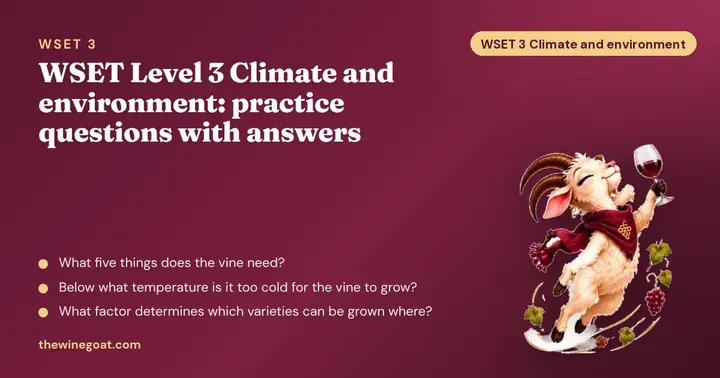 WSET 3
WSET 3 Climate and environment
WSET Level 3 Climate and
environment: practice
questions with answers
What five things does the vine need?
Below what temperature is it too cold for the vine to grow?
What factor determines which varieties can be grown where?
thewinegoat.com